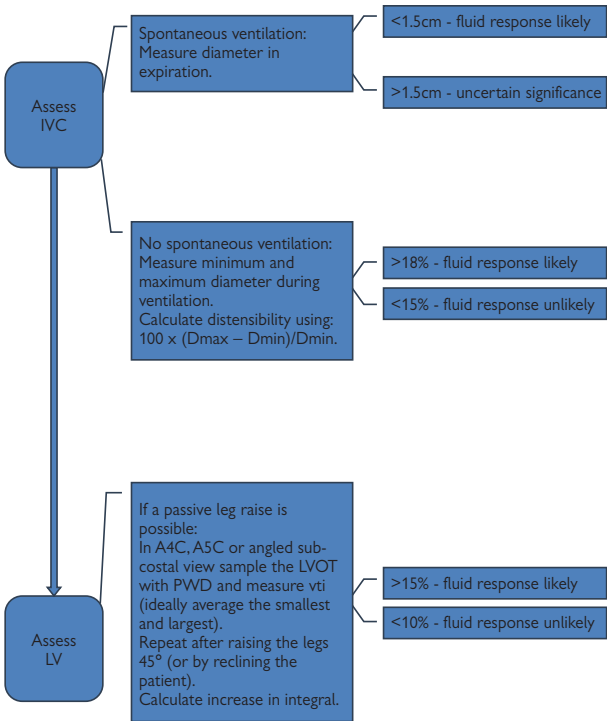 Assess
IVC
Spontaneous ventilation:
Measure diameter in
expiration.
<1.5cm - fluid response likely
>1.5cm - uncertain significance
No spontaneous ventilation:
Measure minimum and
maximum diameter during
ventilation.
Calculate distensibility using:
100 x (Dmax – Dmin)/Dmin.
>18% - fluid response likely
<15% - fluid response unlikely
Assess
LV
If a passive leg raise is
possible:
In A4C, A5C or angled sub-
costal view sample the LVOT
with PWD and measure vti
(ideally average the smallest
and largest).
Repeat after raising the legs
45° (or by reclining the
patient).
Calculate increase in integral.
>15% - fluid response likely
<10% - fluid response unlikely